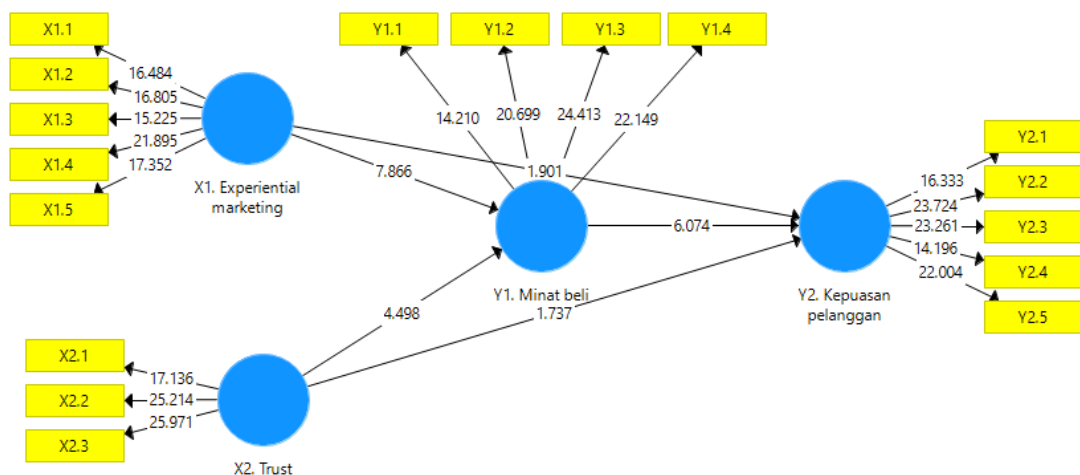 X1.1
X1.2
X1.3
X1.4
X1.5
16.484
16.805
15.225
21.895
17.352
X1. Experiential
marketing
Y1.1
Y1.2
Y1.3
Y1.4
14.210
20.699
24.413
22.149
7.866
1.901
Y1. Minat beli
6.074
4.498
1.737
Y2. Kepuasan
pelanggan
16.333
23.724
23.261
14.196
22.004
Y2.1
Y2.2
Y2.3
Y2.4
Y2.5
X2.1
X2.2
X2.3
17.136
25.214
25.971
X2. Trust